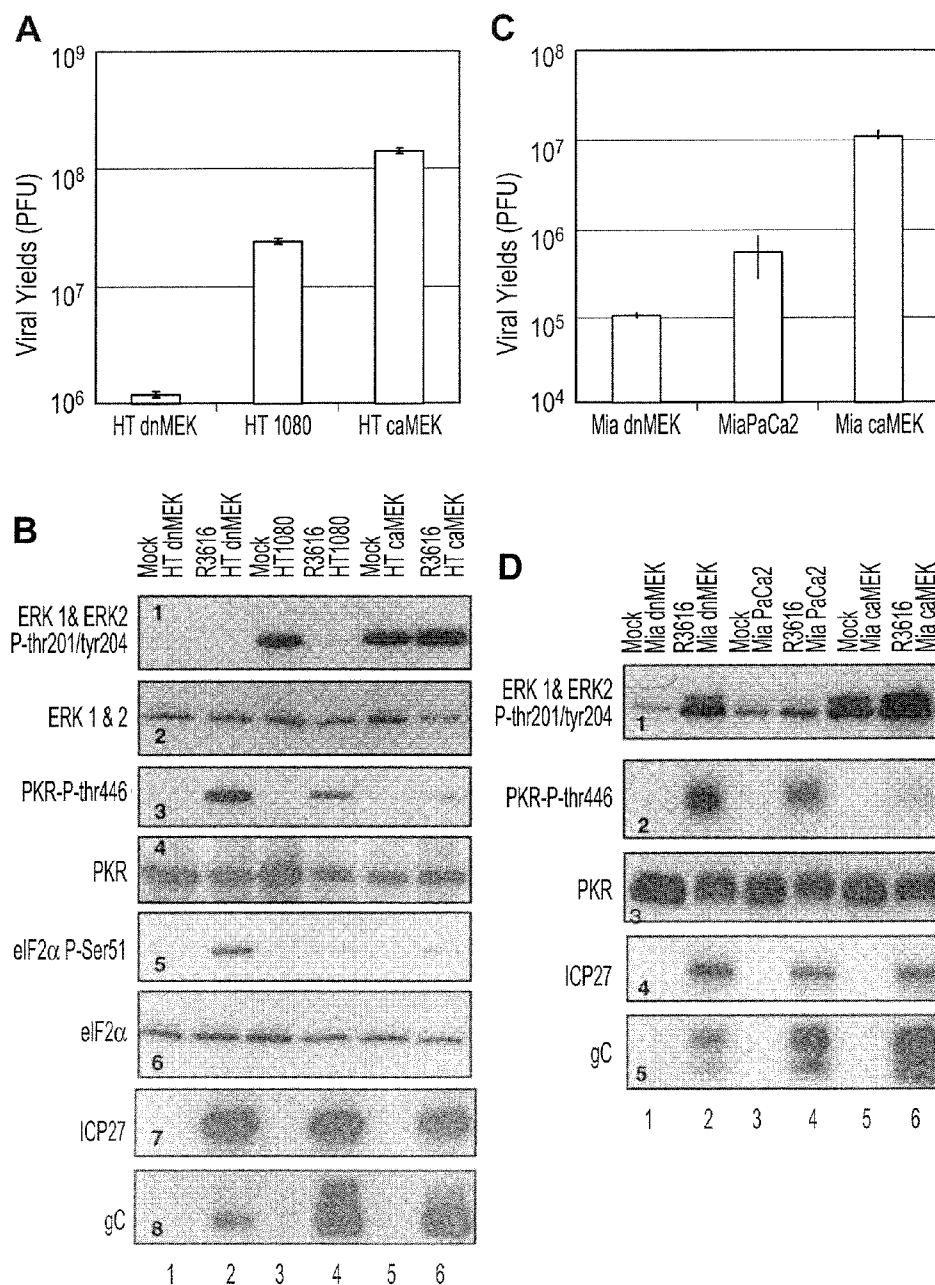 A
10⁹
10⁸
10⁷
10⁶
Viral Yields (PFU)
HT dnMEK
HT 1080
HT caMEK
C
10⁸
10⁷
10⁶
10⁵
10⁴
Viral Yields (PFU)
Mia dnMEK
MiaPaCa2
Mia caMEK
B
Mock
HT dnMEK
R3616
HT dnMEK
Mock
HT1080
R3616
HT1080
Mock
HT caMEK
R3616
HT caMEK
ERK 1& ERK2
P-thr201/tyr204
1
ERK 1 & 2
2
PKR-P-thr446
3
PKR
4
eIF2α P-Ser51
5
eIF2α
6
ICP27
7
gC
8
1 2 3 4 5 6
D
Mock
Mia dnMEK
R3616
Mia dnMEK
Mock
Mia PaCa2
R3616
Mia PaCa2
Mock
Mia caMEK
R3616
Mia caMEK
ERK 1& ERK2
P-thr201/tyr204
1
PKR-P-thr446
2
PKR
3
ICP27
4
gC
5
1 2 3 4 5 6